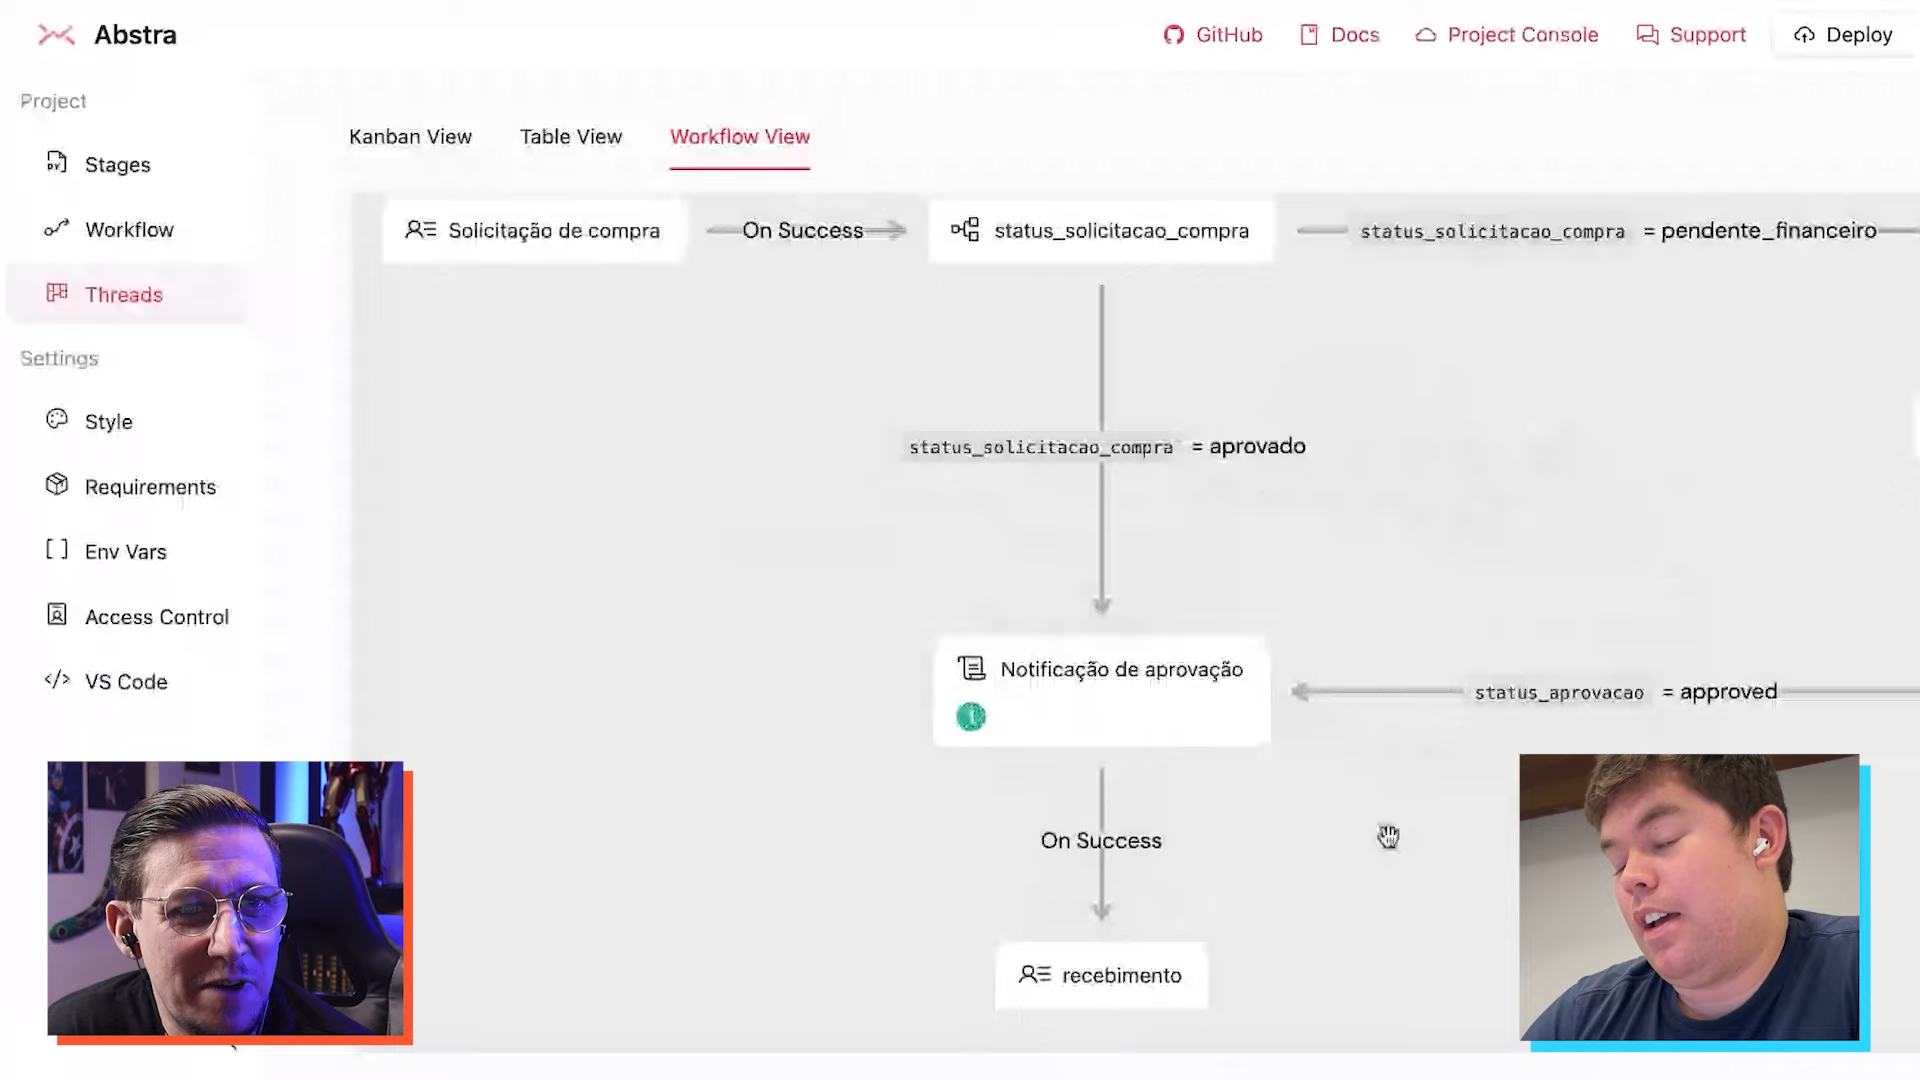 Abstra
GitHub
Docs
Project Console
Support
Deploy
Project
Stages
Workflow
Threads
Settings
Style
Requirements
Env Vars
Access Control
VS Code
Kanban View
Table View
Workflow View
Solicitação de compra
On Success
status_solicitacao_compra
status_solicitacao_compra = pendente_financeiro
status_solicitacao_compra = aprovado
Notificação de aprovação
status_aprovacao = approved
On Success
recebimento